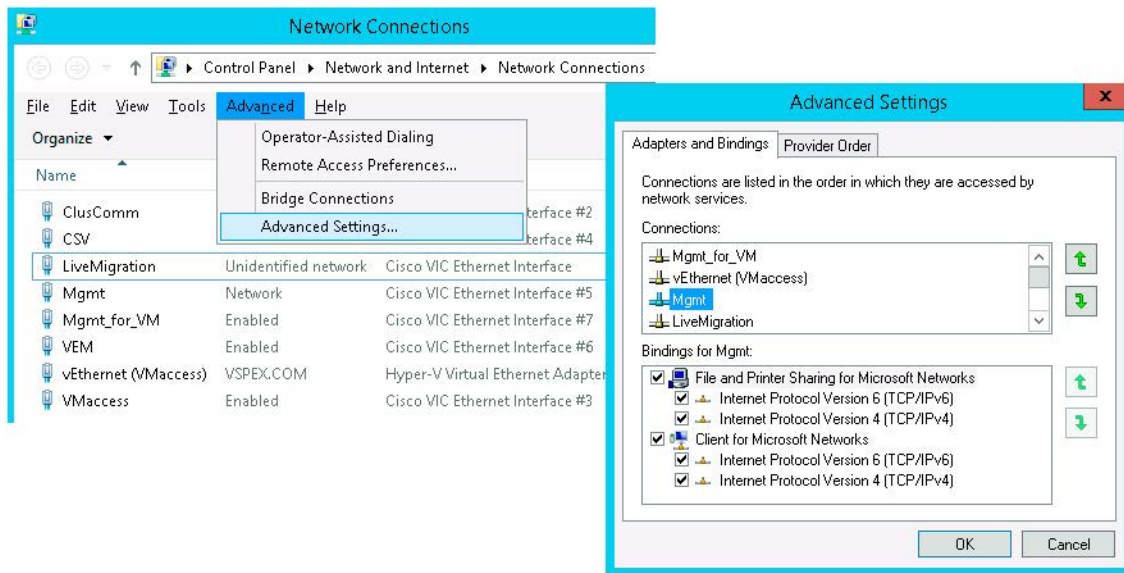 Network Connections
Control Panel Network and Internet Network Connections
File Edit View Tools Advanced Help
Organize
Operator-Assisted Dialing
Remote Access Preferences...
Bridge Connections
Advanced Settings...
Name
ClusComm terface #2
CSV terface #4
LiveMigration Unidentified network Cisco VIC Ethernet Interface
Mgmt Network Cisco VIC Ethernet Interface #5
Mgmt_for_VM Enabled Cisco VIC Ethernet Interface #7
VEM Enabled Cisco VIC Ethernet Interface #6
vEthernet (VMaccess) VSPEX.COM Hyper-V Virtual Ethernet Adapter
VMaccess Enabled Cisco VIC Ethernet Interface #3
Advanced Settings
x
Adapters and Bindings Provider Order
Connections are listed in the order in which they are accessed by
network services.
Connections:
Mgmt_for_VM
vEthernet (VMaccess)
Mgmt
LiveMigration
Bindings for Mgmt:
File and Printer Sharing for Microsoft Networks
Internet Protocol Version 6 (TCP/IPv6)
Internet Protocol Version 4 (TCP/IPv4)
Client for Microsoft Networks
Internet Protocol Version 6 (TCP/IPv6)
Internet Protocol Version 4 (TCP/IPv4)
OK Cancel